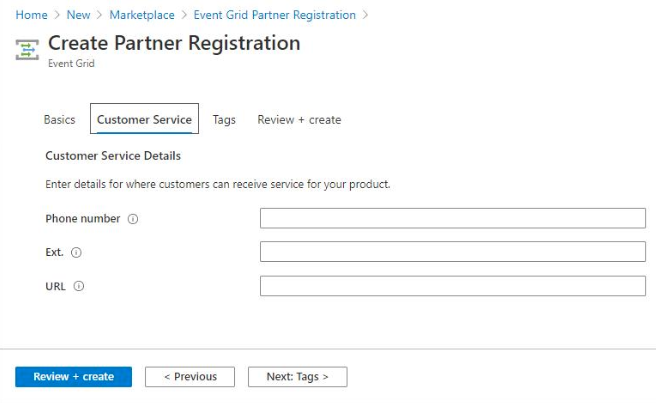 Home > New > Marketplace > Event Grid Partner Registration >
Create Partner Registration
Event Grid
Basics Customer Service Tags Review + create
Customer Service Details
Enter details for where customers can receive service for your product.
Phone number
Ext.
URL
Review + create < Previous Next: Tags >